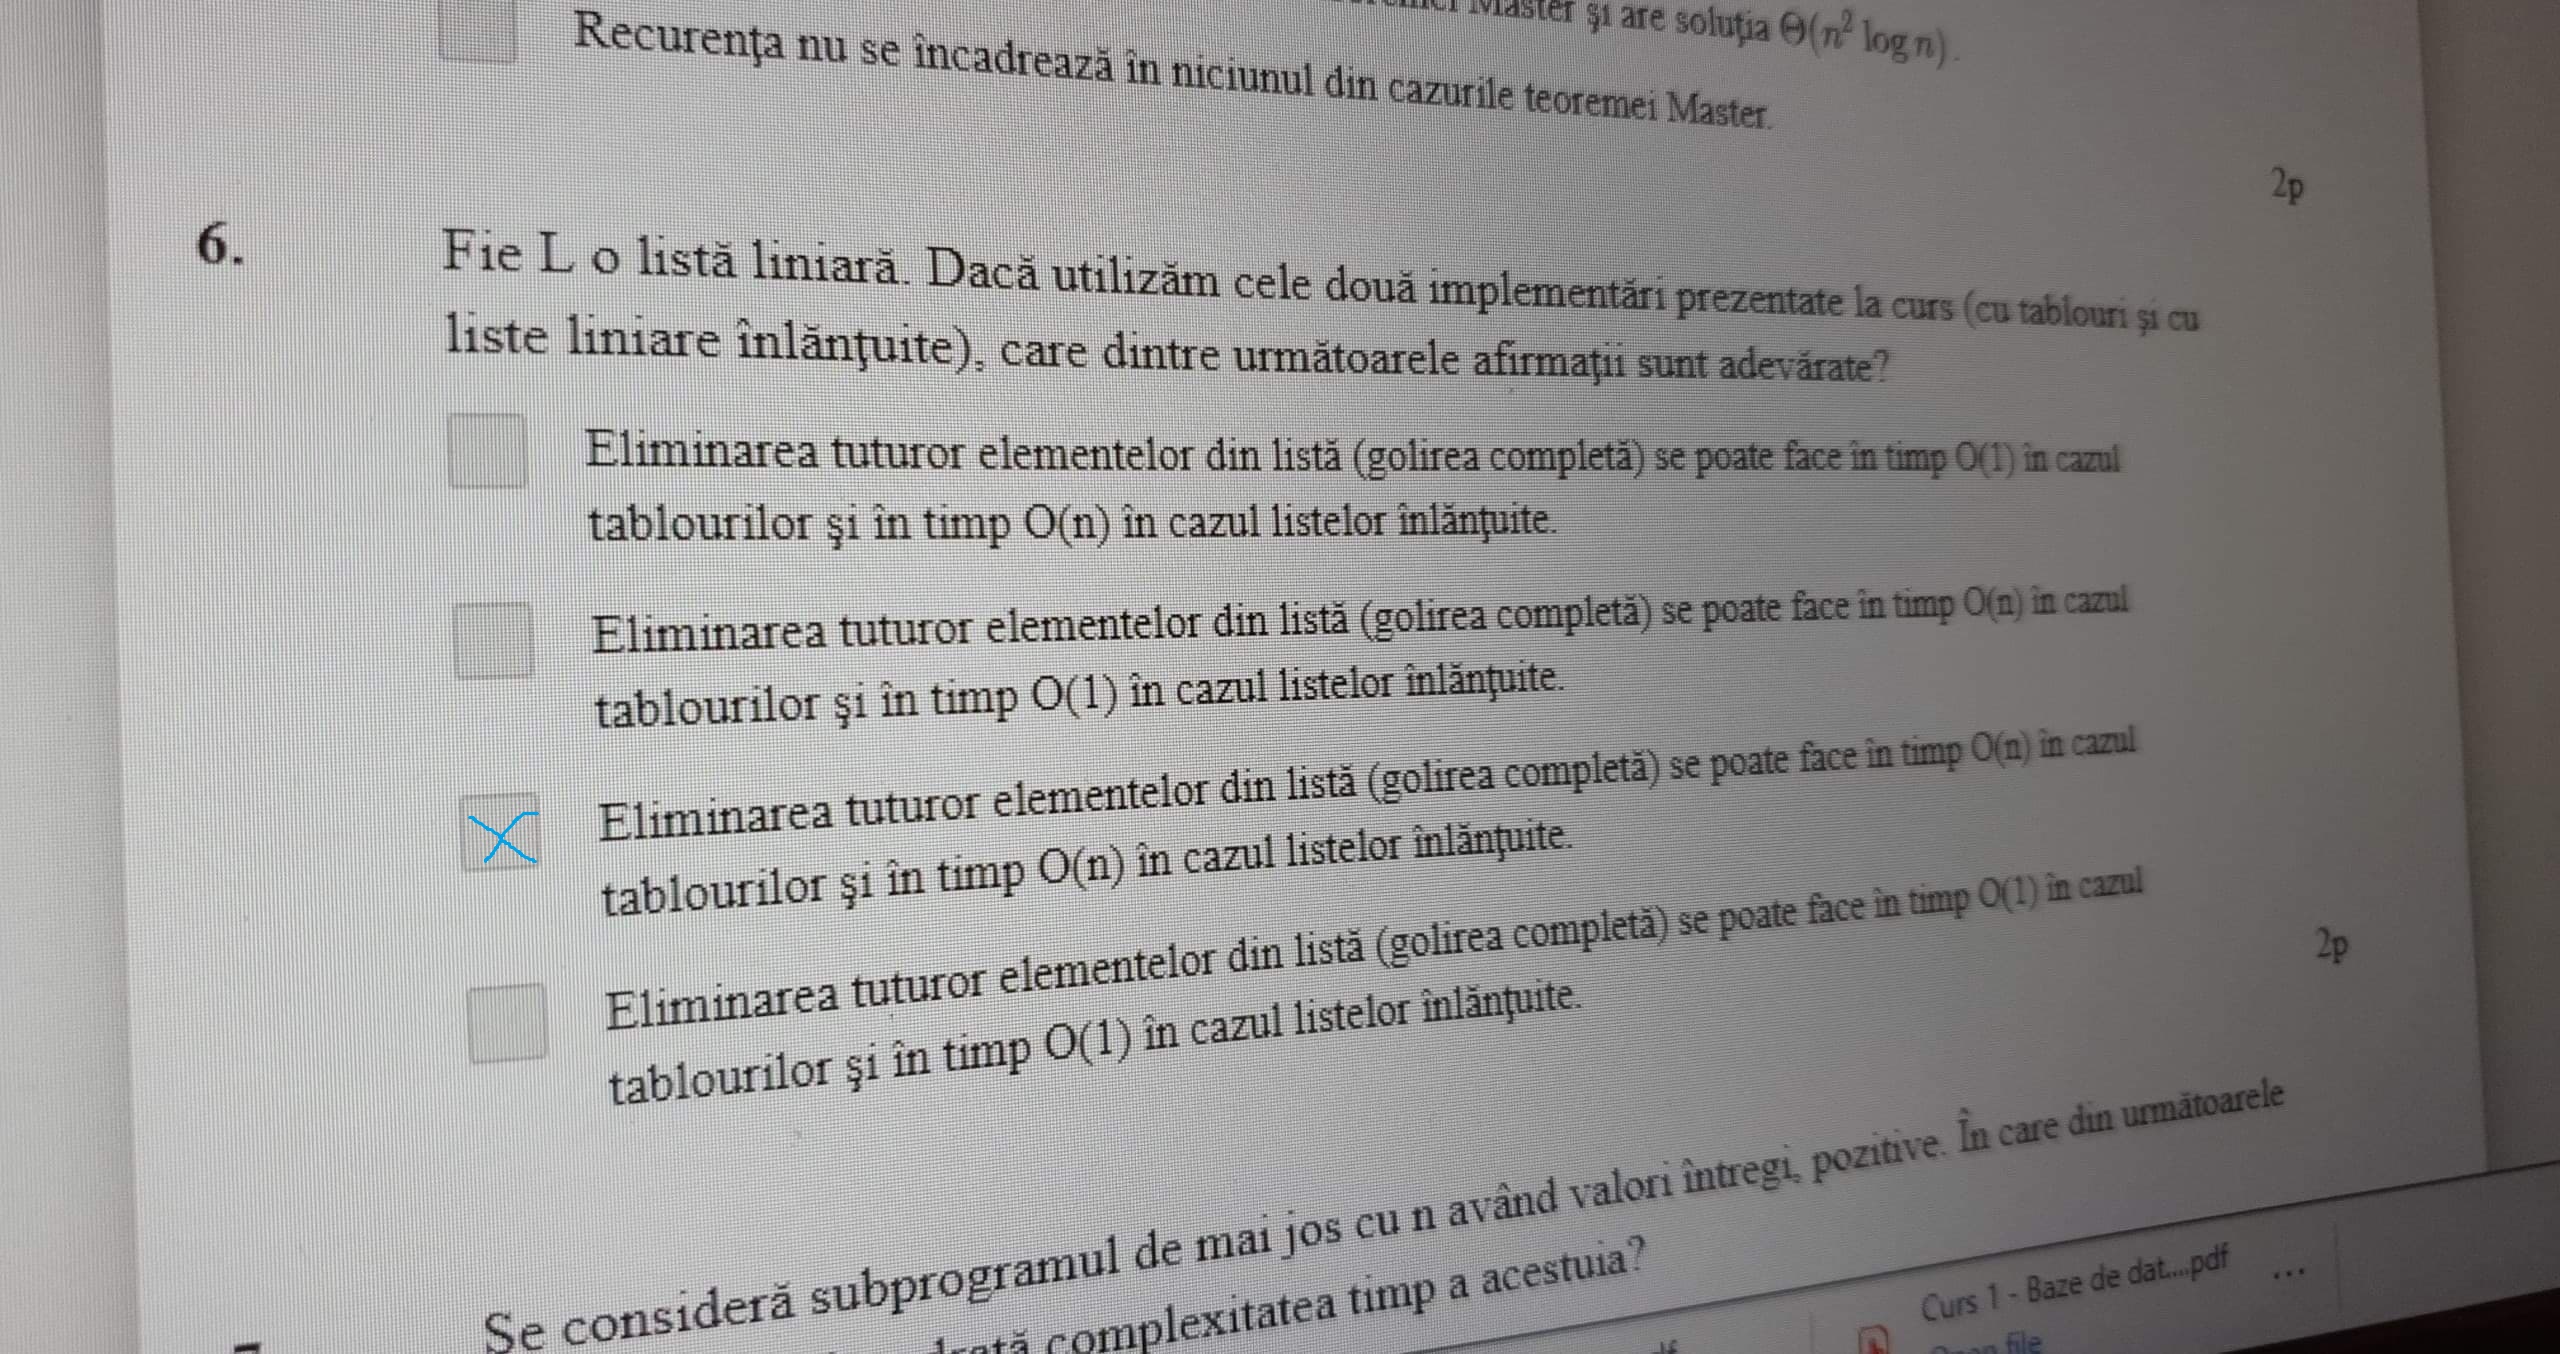 Master şi are soluţia Θ(n² log n).
Recurenţa nu se încadrează în niciunul din cazurile teoremei Master.
2p
6.
Fie L o listă liniară. Dacă utilizăm cele două implementări prezentate la curs (cu tablouri şi cu
liste liniare înlănţuite), care dintre următoarele afirmaţii sunt adevărate?
Eliminarea tuturor elementelor din listă (golirea completă) se poate face în timp O(1) în cazul
tablourilor şi în timp O(n) în cazul listelor înlănţuite.
Eliminarea tuturor elementelor din listă (golirea completă) se poate face în timp O(n) în cazul
tablourilor şi în timp O(1) în cazul listelor înlănţuite.
Eliminarea tuturor elementelor din listă (golirea completă) se poate face în timp O(n) în cazul
tablourilor şi în timp O(n) în cazul listelor înlănţuite.
Eliminarea tuturor elementelor din listă (golirea completă) se poate face în timp O(1) în cazul
tablourilor şi în timp O(1) în cazul listelor înlănţuite.
2p
Se consideră subprogramul de mai jos cu n având valori întregi, pozitive. În care din următoarele
complexitatea timp a acestuia?
Curs 1 - Baze de dat....pdf
...
file